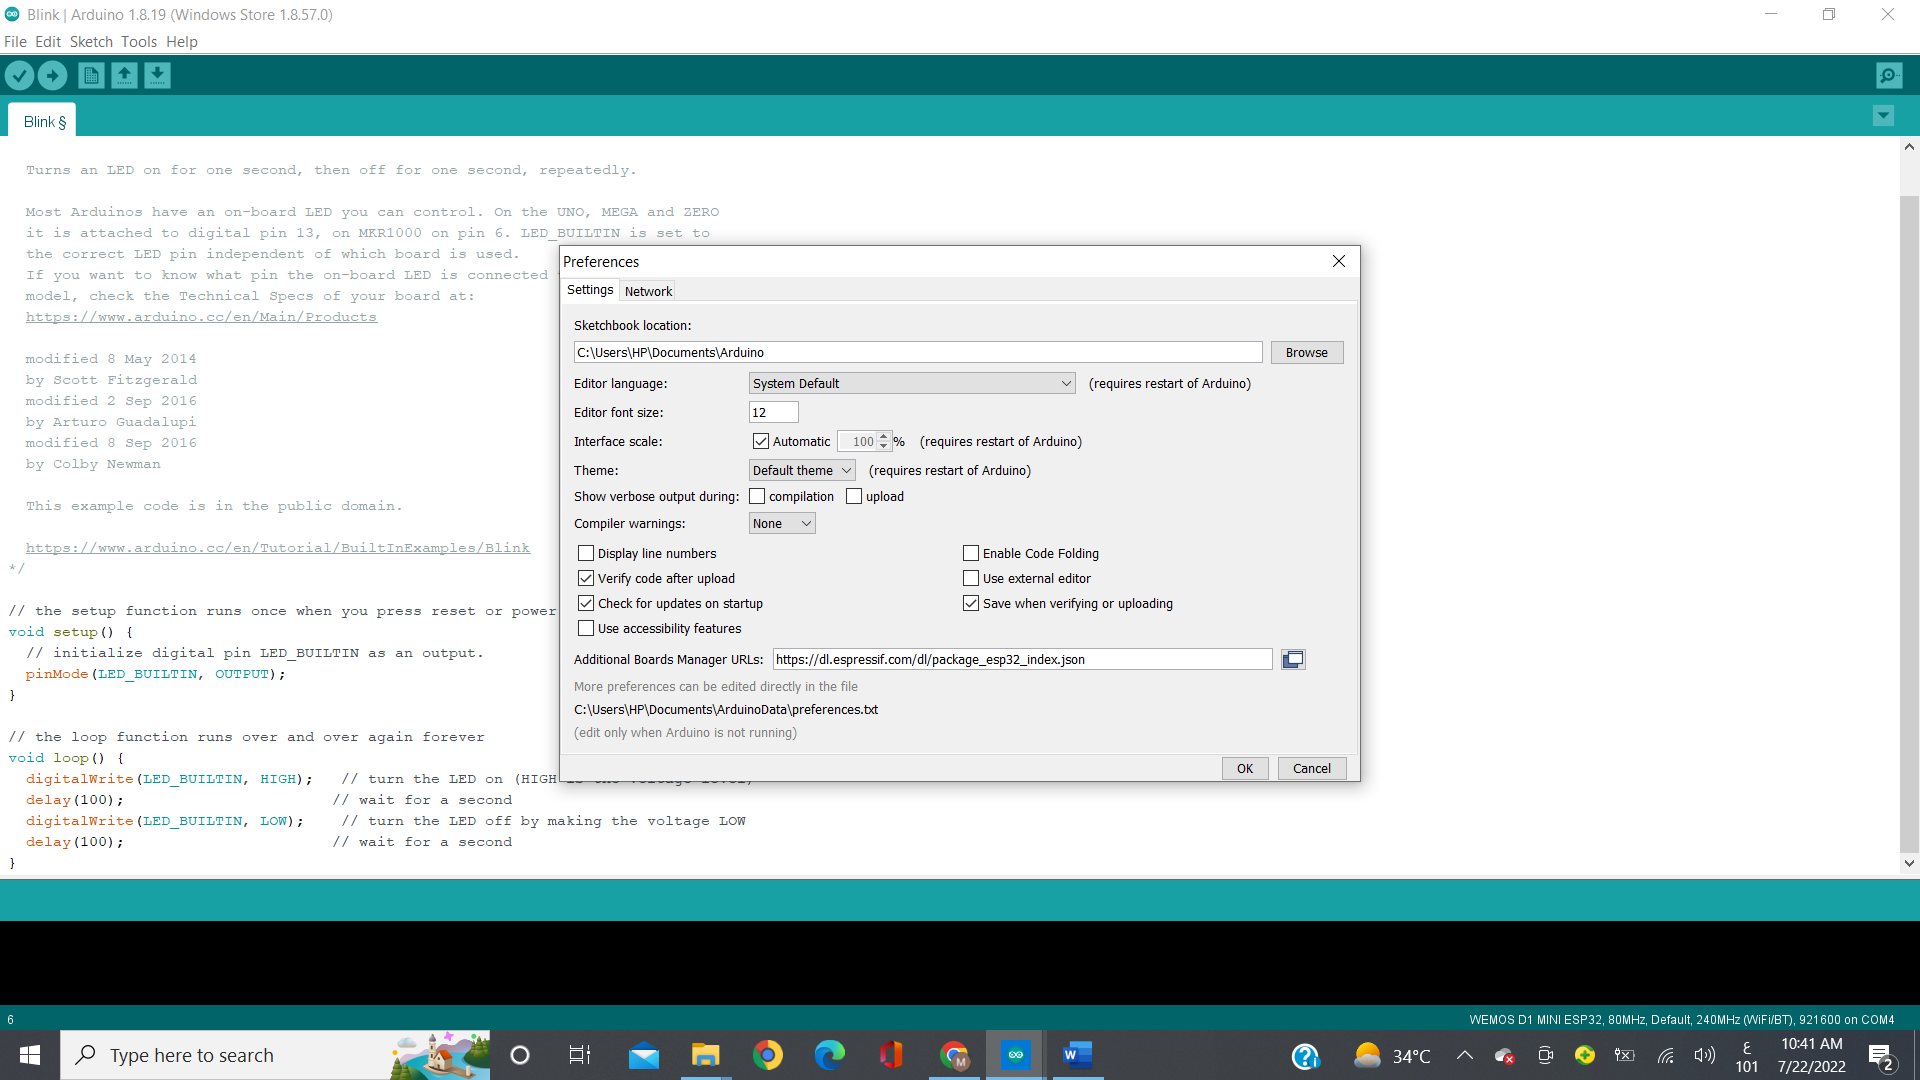 Blink | Arduino 1.8.19 (Windows Store 1.8.57.0)
File Edit Sketch Tools Help
Blink §
Turns an LED on for one second, then off for one second, repeatedly.
Most Arduinos have an on-board LED you can control. On the UNO, MEGA and ZERO
it is attached to digital pin 13, on MKR1000 on pin 6. LED_BUILTIN is set to
the correct LED pin independent of which board is used.
If you want to know what pin the on-board LED is connected
model, check the Technical Specs of your board at:
https://www.arduino.cc/en/Main/Products
modified 8 May 2014
by Scott Fitzgerald
modified 2 Sep 2016
by Arturo Guadalupi
modified 8 Sep 2016
by Colby Newman
This example code is in the public domain.
https://www.arduino.cc/en/Tutorial/BuiltInExamples/Blink
*/
// the setup function runs once when you press reset or power
void setup() {
// initialize digital pin LED_BUILTIN as an output.
pinMode(LED_BUILTIN, OUTPUT);
}
// the loop function runs over and over again forever
void loop() {
digitalWrite(LED_BUILTIN, HIGH); // turn the LED on (HIGH
delay(100); // wait for a second
digitalWrite(LED_BUILTIN, LOW); // turn the LED off by making the voltage LOW
delay(100); // wait for a second
}
Preferences
Settings Network
Sketchbook location:
C:\Users\HP\Documents\Arduino Browse
Editor language: System Default (requires restart of Arduino)
Editor font size: 12
Interface scale: Automatic 100 % (requires restart of Arduino)
Theme: Default theme (requires restart of Arduino)
Show verbose output during: compilation upload
Compiler warnings: None
Display line numbers Enable Code Folding
Verify code after upload Use external editor
Check for updates on startup Save when verifying or uploading
Use accessibility features
Additional Boards Manager URLs: https://dl.espressif.com/dl/package_esp32_index.json
More preferences can be edited directly in the file
C:\Users\HP\Documents\ArduinoData\preferences.txt
(edit only when Arduino is not running)
OK Cancel
6 WEMOS D1 MINI ESP32, 80MHz, Default, 240MHz (WiFi/BT), 921600 on COM4
Type here to search
34°C
ع
101
10:41 AM
7/22/2022
2